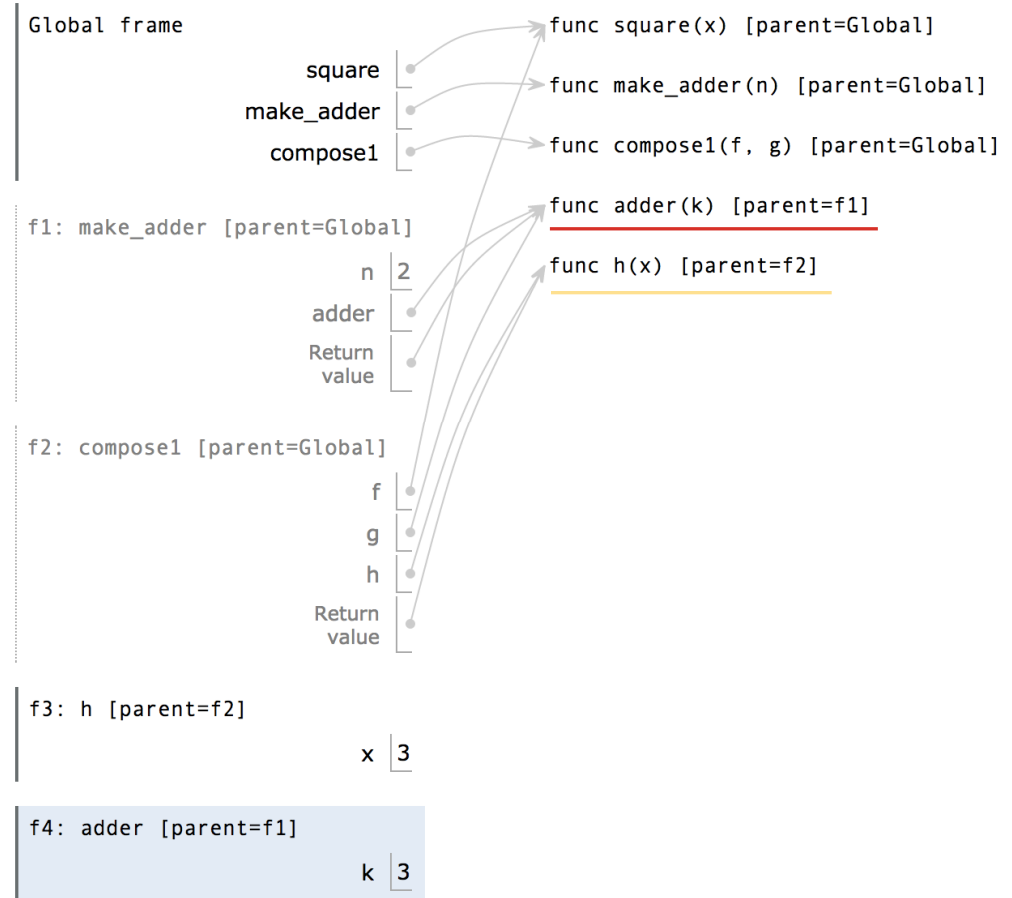 Global frame
square
make_adder
compose1
func square(x) [parent=Global]
func make_adder(n) [parent=Global]
func compose1(f, g) [parent=Global]
func adder(k) [parent=f1]
func h(x) [parent=f2]
f1: make_adder [parent=Global]
n 2
adder
Return
value
f2: compose1 [parent=Global]
f
g
h
Return
value
f3: h [parent=f2]
x 3
f4: adder [parent=f1]
k 3